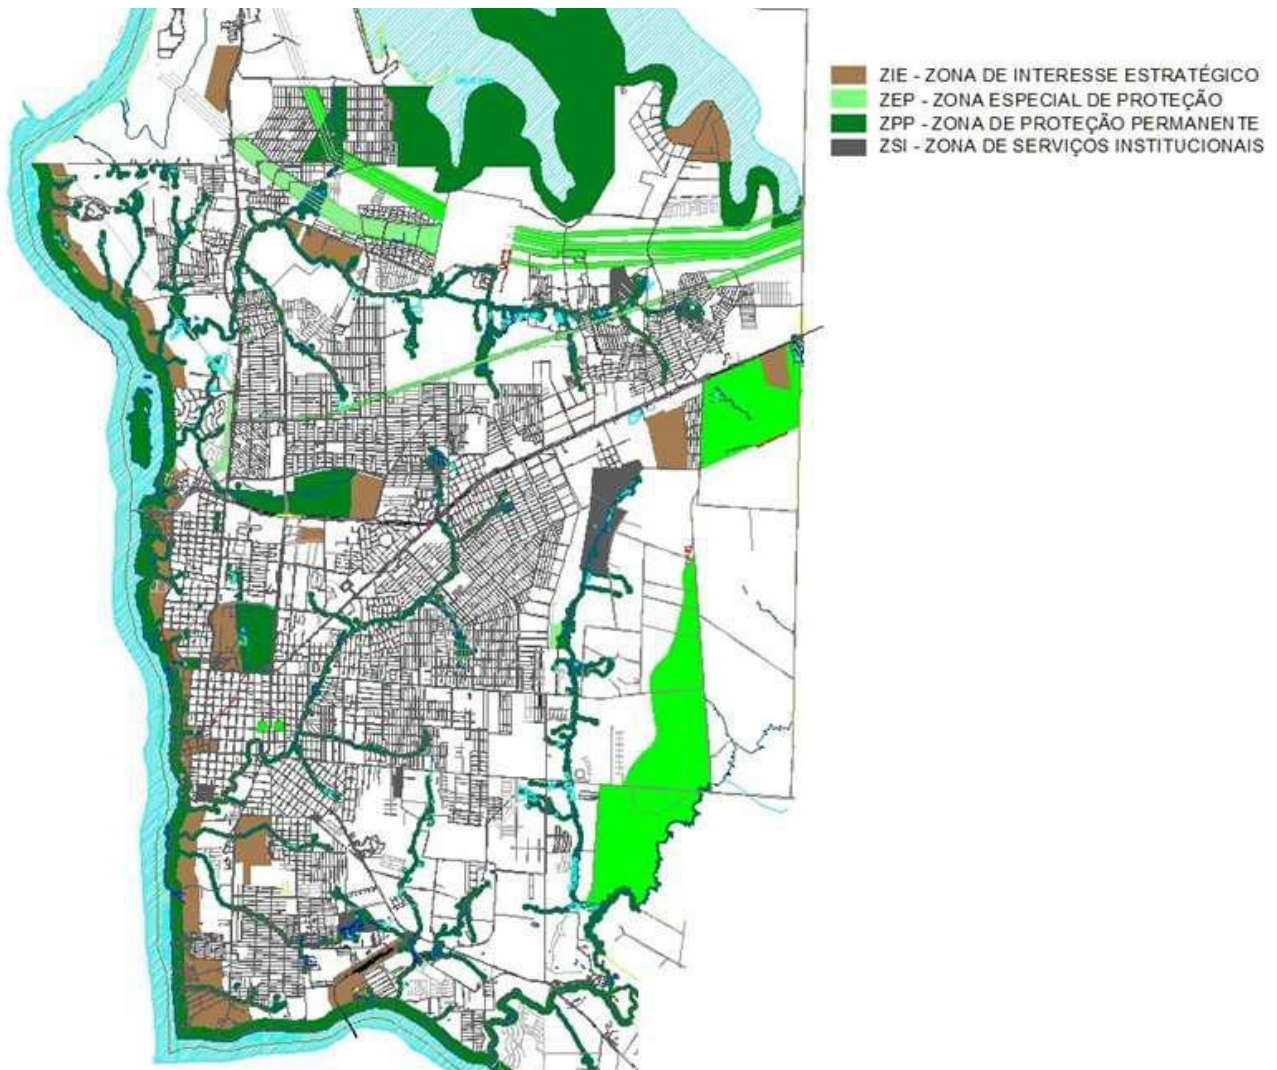 ZIE - ZONA DE INTERESSE ESTRATÉGICO
ZEP - ZONA ESPECIAL DE PROTEÇÃO
ZPP - ZONA DE PROTEÇÃO PERMANENTE
ZSI - ZONA DE SERVIÇOS INSTITUCIONAIS